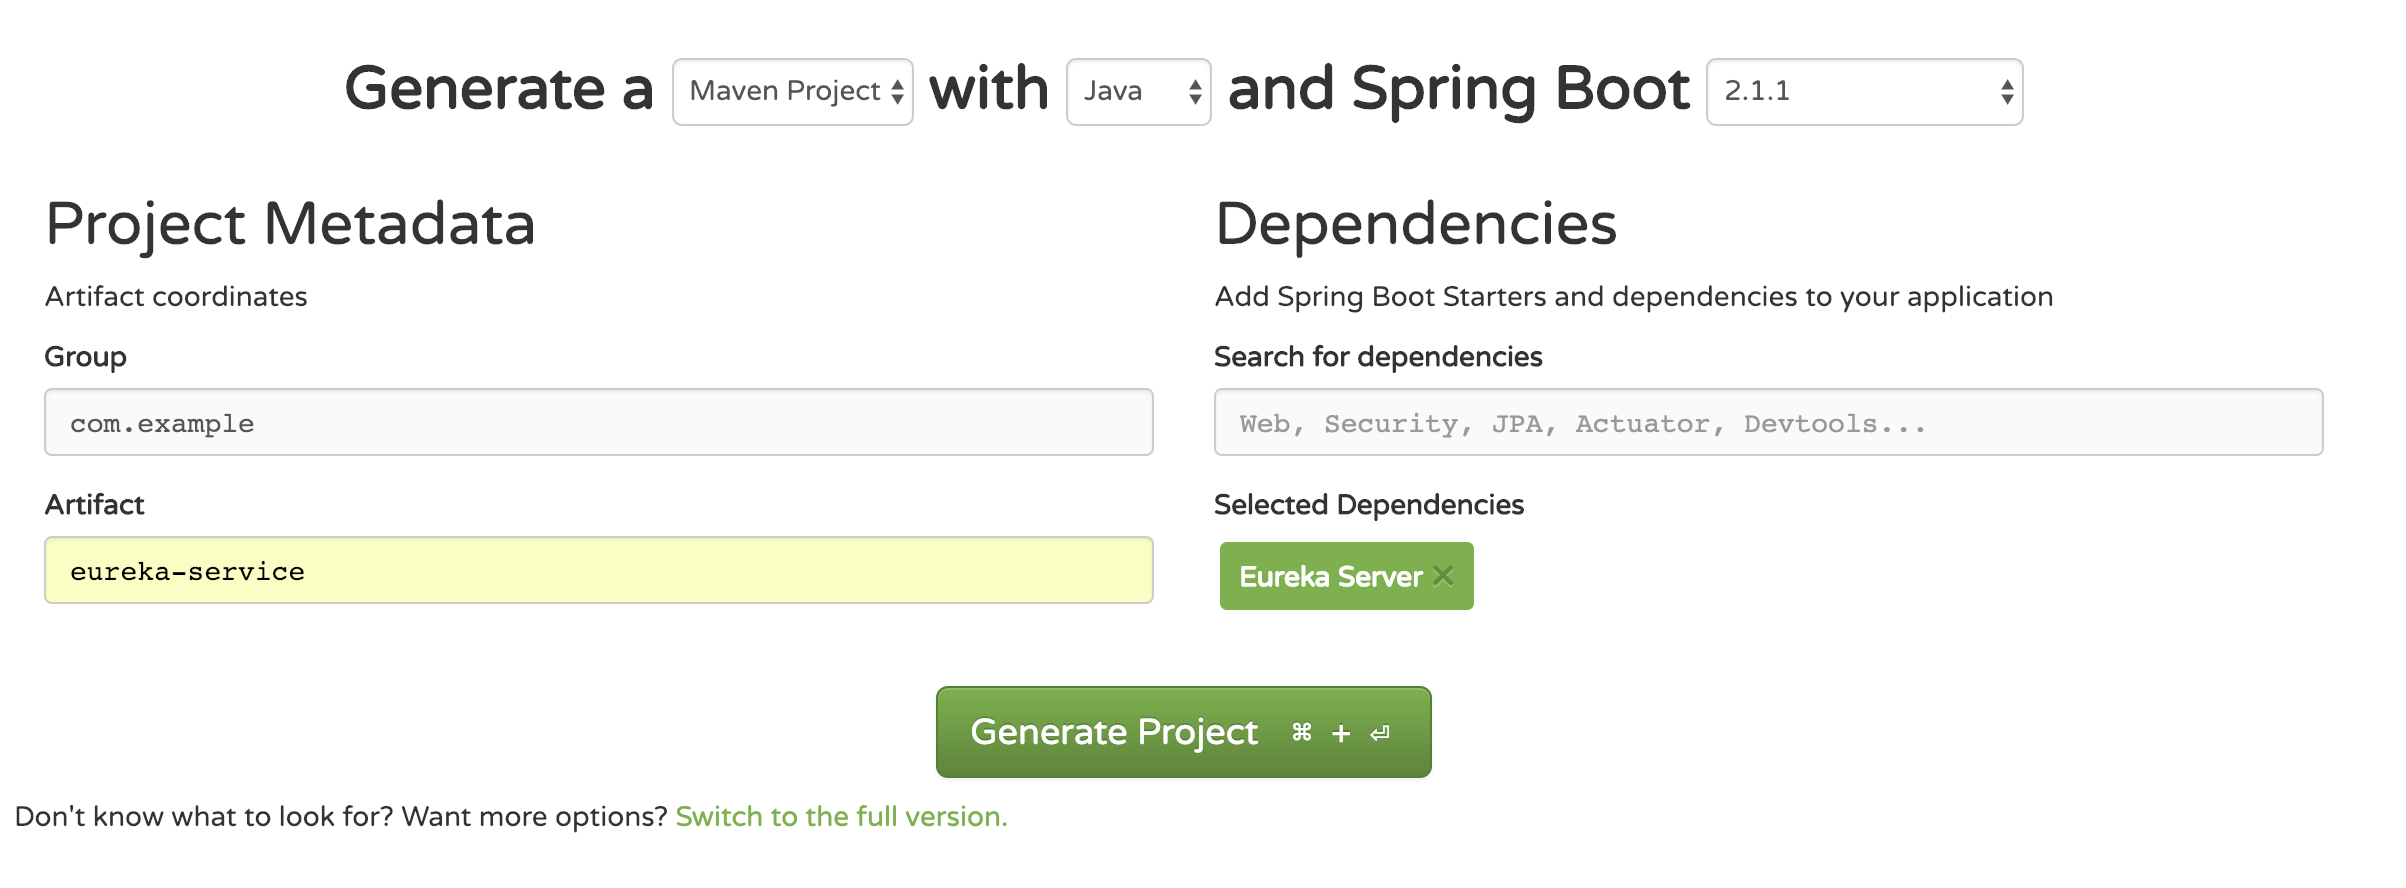 Generate a Maven Project with Java and Spring Boot 2.1.1
Project Metadata
Artifact coordinates
Group
com.example
Artifact
eureka-service
Dependencies
Add Spring Boot Starters and dependencies to your application
Search for dependencies
Web, Security, JPA, Actuator, Devtools...
Selected Dependencies
Eureka Server ×
Generate Project ⌘ + ⏎
Don't know what to look for? Want more options? Switch to the full version.